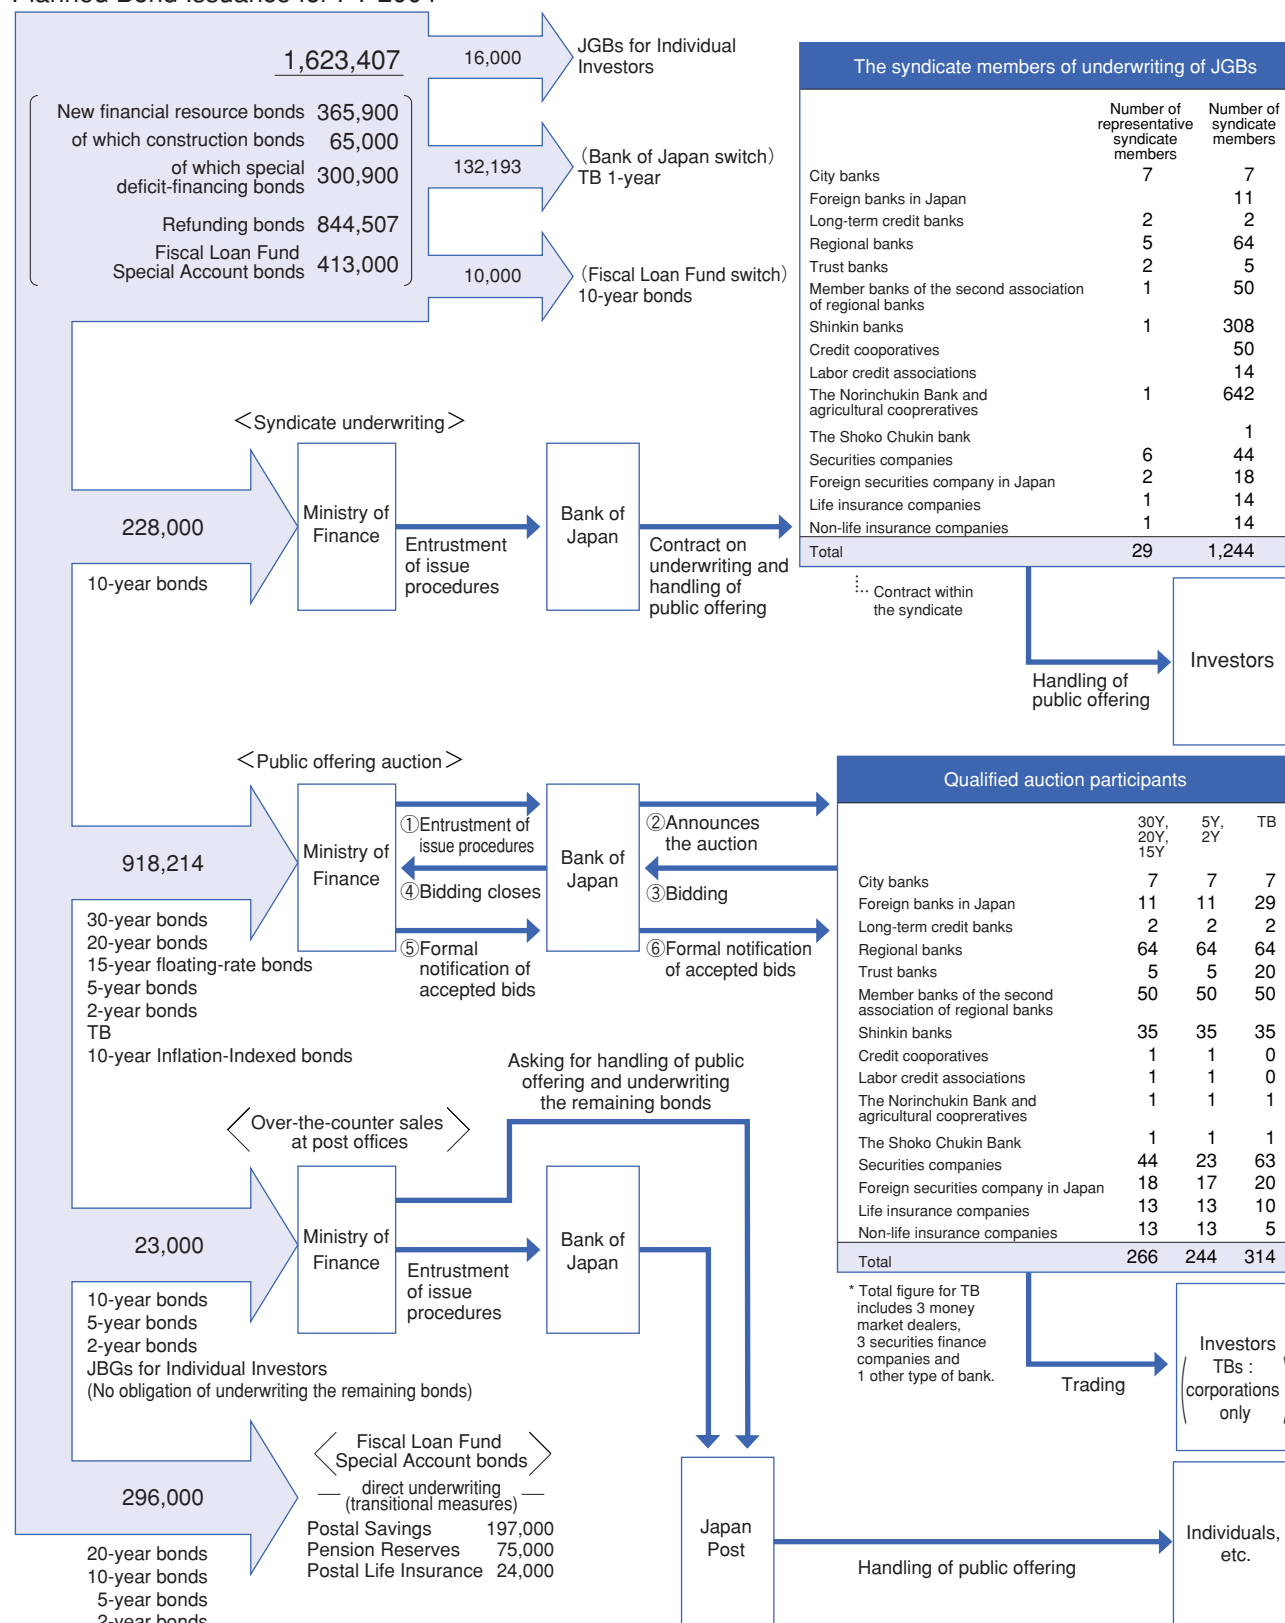 Planned Bond Issuance for FY 2004
1,623,407
New financial resource bonds 365,900
of which construction bonds 65,000
of which special
deficit-financing bonds 300,900
Refunding bonds 844,507
Fiscal Loan Fund
Special Account bonds 413,000
16,000
JGBs for Individual
Investors
132,193
(Bank of Japan switch)
TB 1-year
10,000
(Fiscal Loan Fund switch)
10-year bonds
The syndicate members of underwriting of JGBs
Number of
representative
syndicate
members
Number of
syndicate
members
City banks 7 7
Foreign banks in Japan 11
Long-term credit banks 2 2
Regional banks 5 64
Trust banks 2 5
Member banks of the second association
of regional banks 1 50
Shinkin banks 1 308
Credit cooporatives 50
Labor credit associations 14
The Norinchukin Bank and
agricultural coopreratives 1 642
The Shoko Chukin bank 1
Securities companies 6 44
Foreign securities company in Japan 2 18
Life insurance companies 1 14
Non-life insurance companies 1 14
Total 29 1,244
Contract within
the syndicate
<Syndicate underwriting>
228,000
10-year bonds
Ministry of
Finance
Entrustment
of issue
procedures
Bank of
Japan
Contract on
underwriting and
handling of
public offering
Handling of
public offering
Investors
<Public offering auction>
918,214
30-year bonds
20-year bonds
15-year floating-rate bonds
5-year bonds
2-year bonds
TB
10-year Inflation-Indexed bonds
Ministry of
Finance
①Entrustment of
issue procedures
④Bidding closes
⑤Formal
notification of
accepted bids
Bank of
Japan
②Announces
the auction
③Bidding
⑥Formal notification
of accepted bids
Qualified auction participants
30Y,
20Y,
15Y
5Y,
2Y
TB
City banks 7 7 7
Foreign banks in Japan 11 11 29
Long-term credit banks 2 2 2
Regional banks 64 64 64
Trust banks 5 5 20
Member banks of the second
association of regional banks 50 50 50
Shinkin banks 35 35 35
Credit cooporatives 1 1 0
Labor credit associations 1 1 0
The Norinchukin Bank and
agricultural coopreratives 1 1 1
The Shoko Chukin Bank 1 1 1
Securities companies 44 23 63
Foreign securities company in Japan 18 17 20
Life insurance companies 13 13 10
Non-life insurance companies 13 13 5
Total 266 244 314
* Total figure for TB
includes 3 money
market dealers,
3 securities finance
companies and
1 other type of bank.
Trading
Investors
TBs :
corporations
only
<Over-the-counter sales
at post offices>
Asking for handling of public
offering and underwriting
the remaining bonds
23,000
10-year bonds
5-year bonds
2-year bonds
JBGs for Individual Investors
(No obligation of underwriting the remaining bonds)
Ministry of
Finance
Entrustment
of issue
procedures
Bank of
Japan
296,000
20-year bonds
10-year bonds
5-year bonds
2-year bonds
<Fiscal Loan Fund
Special Account bonds>
direct underwriting
(transitional measures)
Postal Savings 197,000
Pension Reserves 75,000
Postal Life Insurance 24,000
Japan
Post
Handling of public offering
Individuals,
etc.